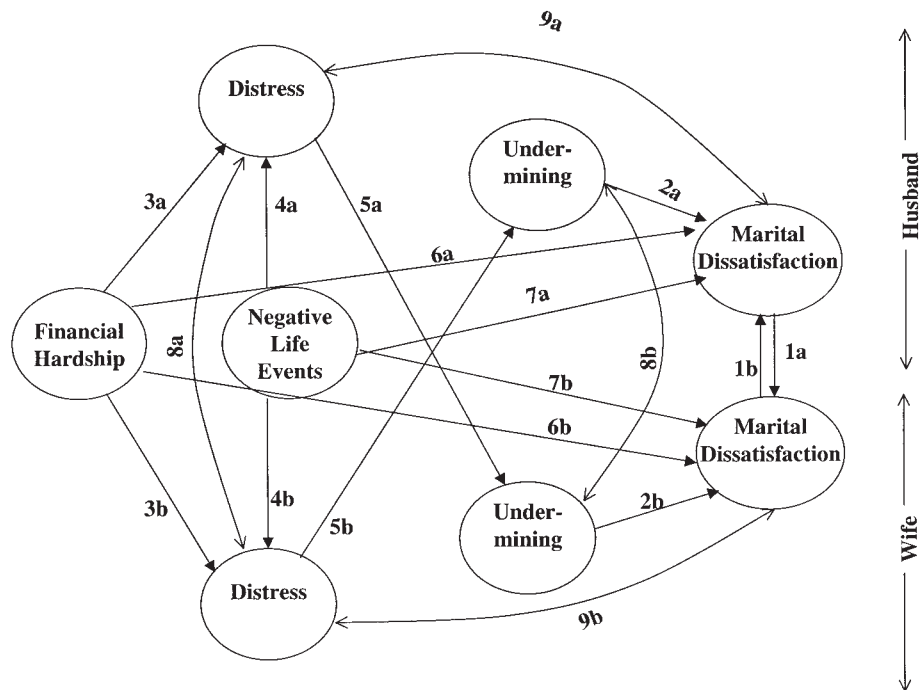 9a
Distress
Under-
mining
2a
3a
4a
5a
Marital
Dissatisfaction
Husband
6a
7a
Financial
Hardship
Negative
Life
Events
8a
8b
1b
1a
7b
6b
Marital
Dissatisfaction
3b
4b
5b
Under-
mining
2b
Distress
9b
Wife